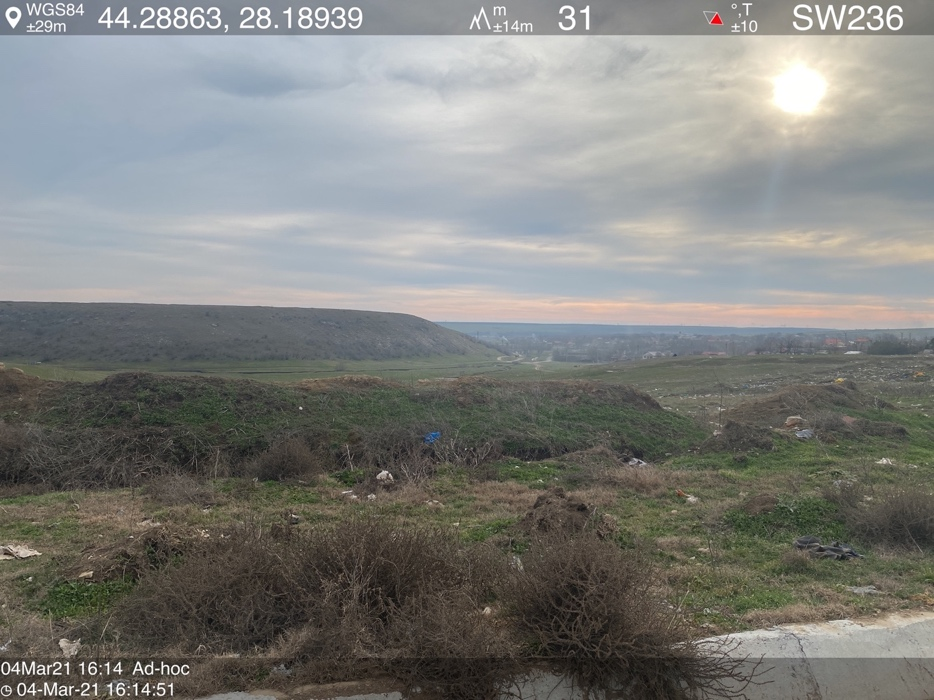 WGS84
±29m
44.28863, 28.18939
m
±14m
31
°,T
±10
SW236
04Mar21 16:14 Ad-hoc
04-Mar-21 16:14:51